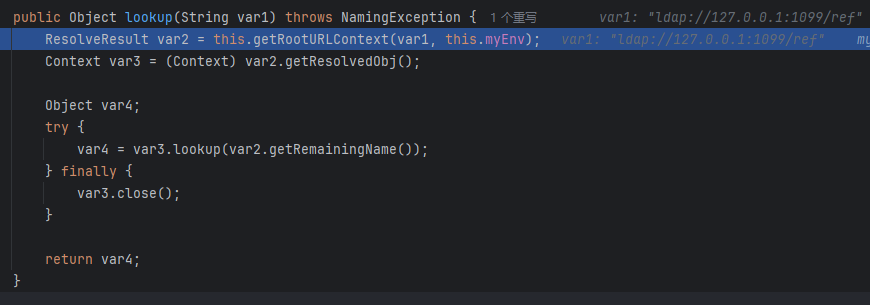 public Object lookup(String var1) throws NamingException { 1个重写 var1: "ldap://127.0.0.1:1099/ref"
ResolveResult var2 = this.getRootURLContext(var1, this.myEnv); var1: "ldap://127.0.0.1:1099/ref" my
Context var3 = (Context) var2.getResolvedObj();
Object var4;
try {
var4 = var3.lookup(var2.getRemainingName());
} finally {
var3.close();
}
return var4;
}